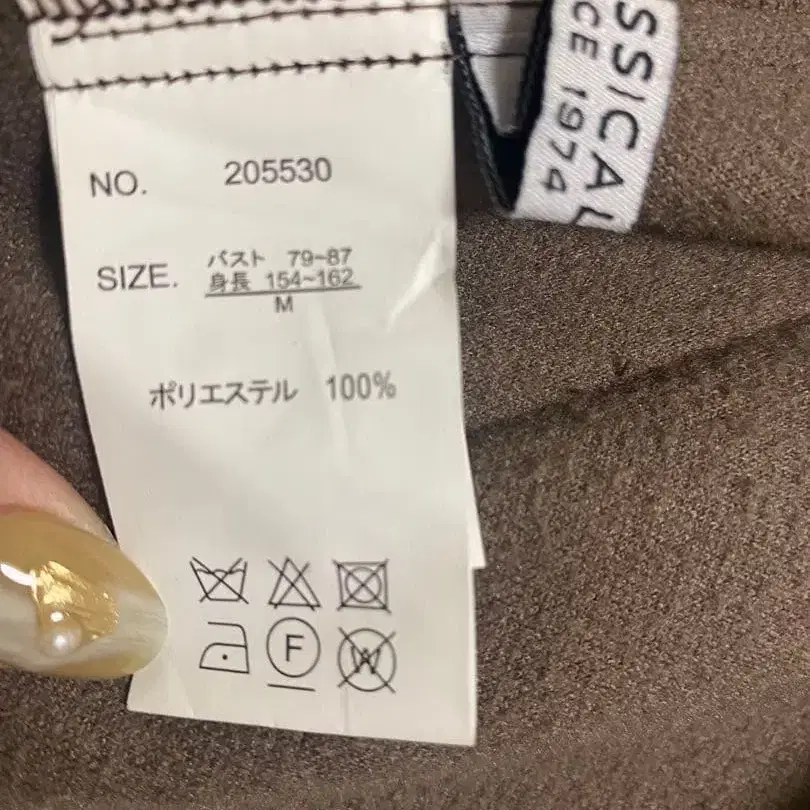 NO. 205530
SIZE. バスト 79~87
身長 154~162
M
ポリエステル 100%
F
W
SSICAL
CE 1974